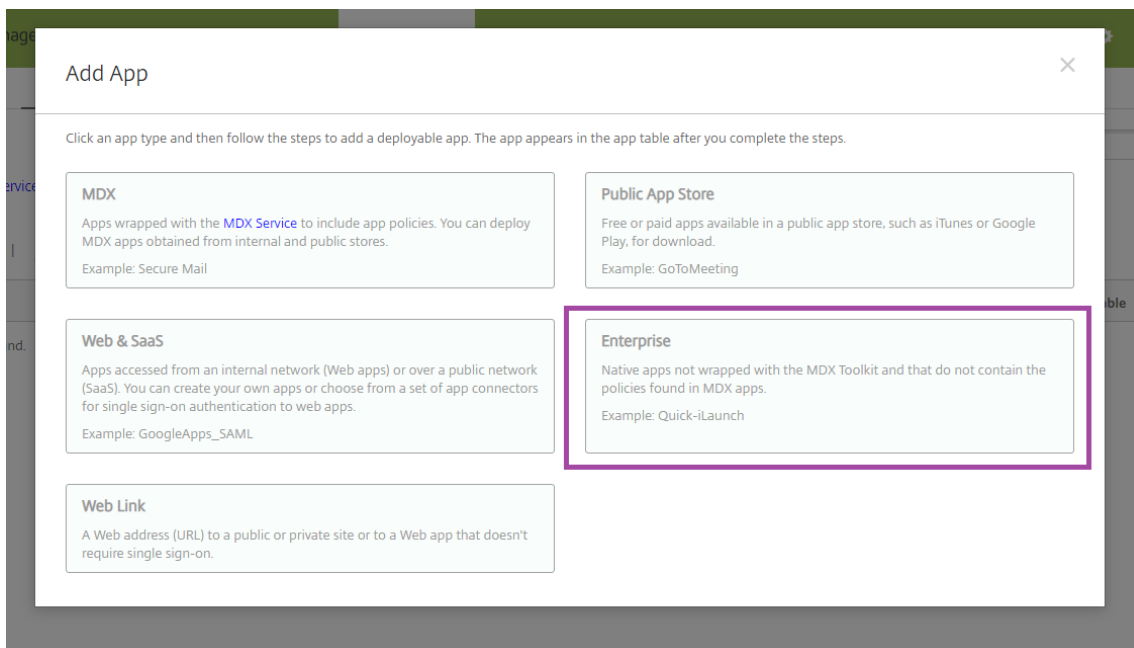 Add App
Click an app type and then follow the steps to add a deployable app. The app appears in the app table after you complete the steps.
MDX
Apps wrapped with the MDX Service to include app policies. You can deploy
MDX apps obtained from internal and public stores.
Example: Secure Mail
Public App Store
Free or paid apps available in a public app store, such as iTunes or Google
Play, for download.
Example: GoToMeeting
Web & SaaS
Apps accessed from an internal network (Web apps) or over a public network
(SaaS). You can create your own apps or choose from a set of app connectors
for single sign-on authentication to web apps.
Example: GoogleApps_SAML
Enterprise
Native apps not wrapped with the MDX Toolkit and that do not contain the
policies found in MDX apps.
Example: Quick-iLaunch
Web Link
A Web address (URL) to a public or private site or to a Web app that doesn't
require single sign-on.